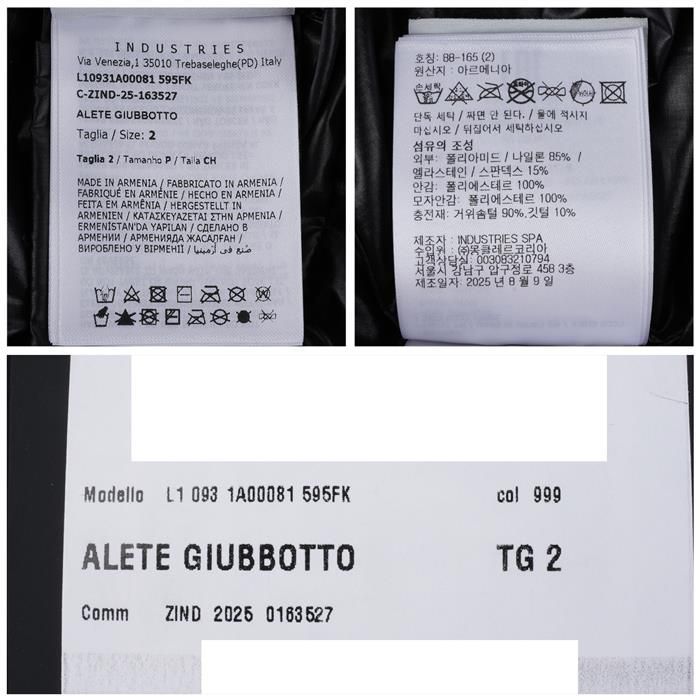 INDUSTRIES
Via Venezia,1 35010 Trebaseleghe(PD) Italy
L10931A00081 595FK
C-ZIND-25-163527
ALETE GIUBBOTTO
Taglia / Size: 2
Taglia 2 / Tamanho P / Talla CH
MADE IN ARMENIA / FABBRICATO IN ARMENIA /
FABRIQUÉ EN ARMÉNIE / HECHO EN ARMENIA /
FEITA EM ARMÊNIA / HERGESTELLT IN
ARMENIEN / ΚΑΤΑΣΚΕΥΑΖΕΤΑΙ ΣΤΗΝ ΑΡΜΕΝΙΑ /
ERMENİSTAN'DA YAPILAN / СДЕЛАНО В
АРМЕНИИ / АРМЕНИЯДА ЖАСАЛҒАН /
ВИРОБЛЕНО У ВІРМЕНІЇ / صنع في أرمينيا
호칭: 88-165 (2)
원산지 : 아르메니아
손세탁
단독 세탁 / 짜면 안 된다. / 물에 적시지
마십시오 / 뒤집어서 세탁하십시오
섬유의 조성
외부: 폴리아미드 / 나일론 85% /
엘라스테인 / 스판덱스 15%
안감: 폴리에스테르 100%
모자안감: 폴리에스테르 100%
충전재: 거위솜털 90%,깃털 10%
제조자 : INDUSTRIES SPA
수입원 : (유)몽클레르코리아
고객상담실: 003083210794
서울시 강남구 압구정로 458 3층
제조일자 : 2025 년 8 월 9 일
Modello L1 093 1A00081 595FK col 999
ALETE GIUBBOTTO TG 2
Comm ZIND 2025 0163527